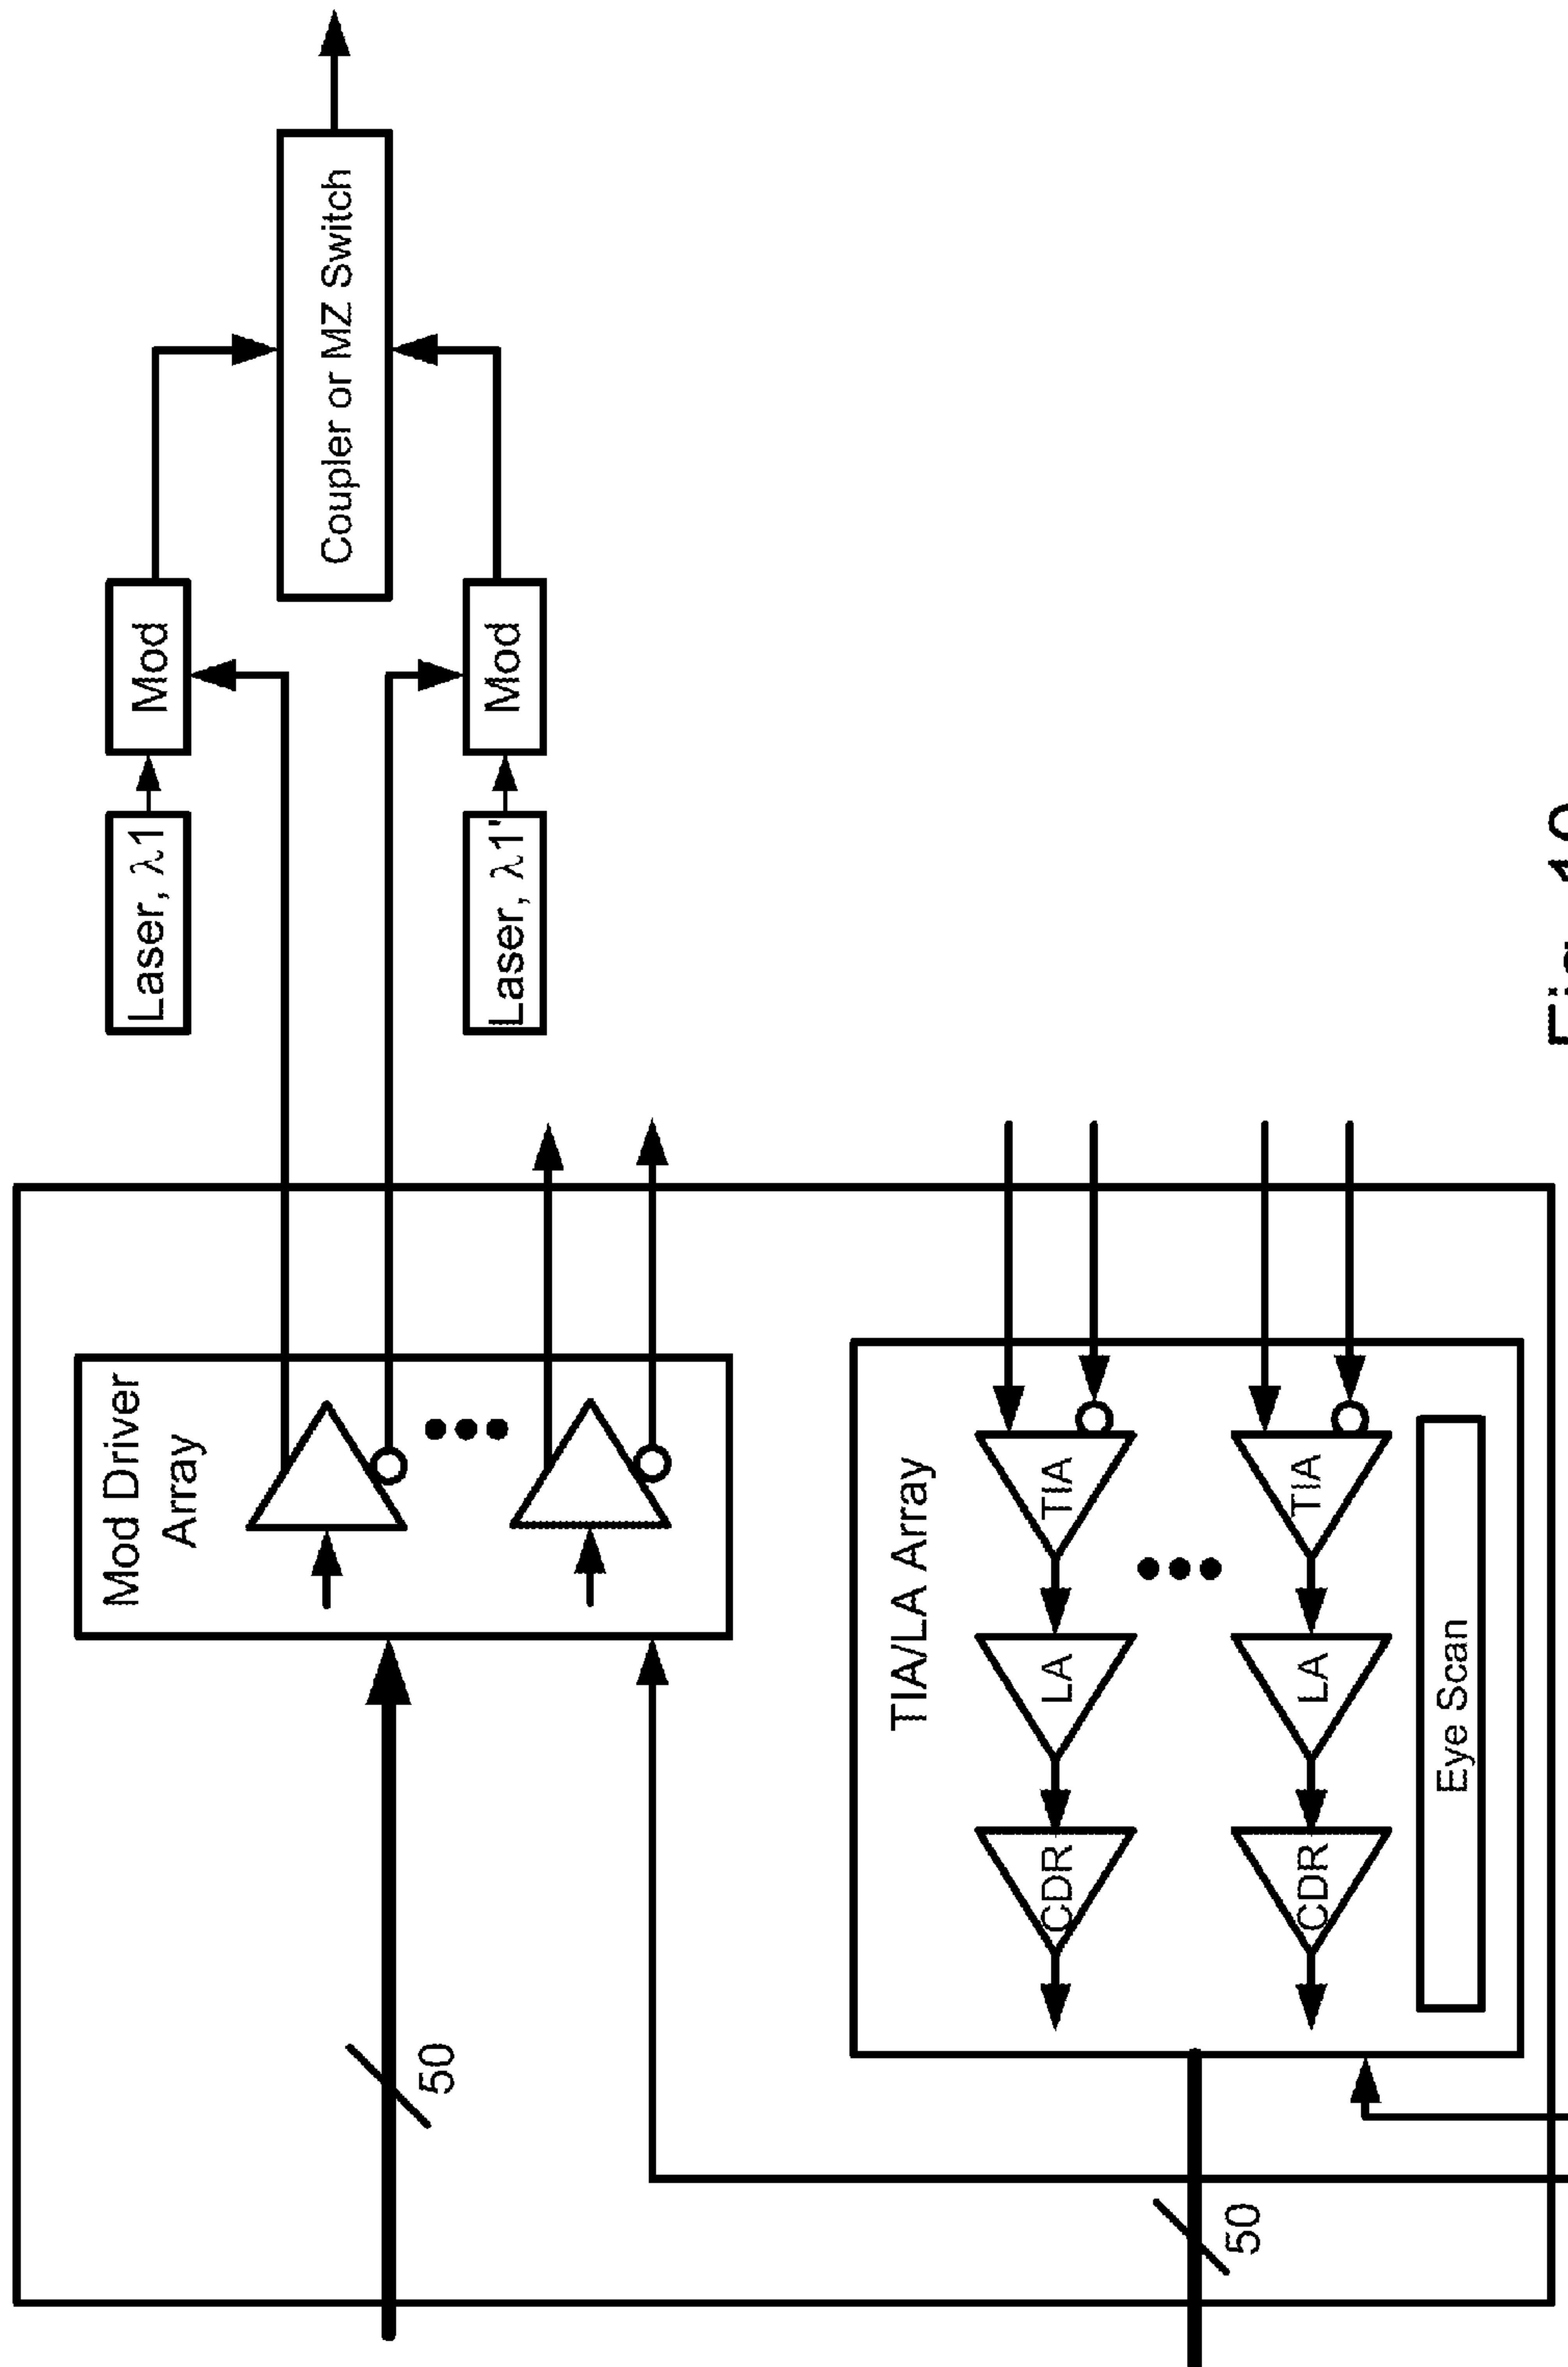 Laser, λ1
Mod
Laser, λ1'
Mod
Coupler or MZ Switch
Mod Driver
Array
50
TIA/LA Array
TIA
LA
CDR
TIA
LA
CDR
Eye Scan
50